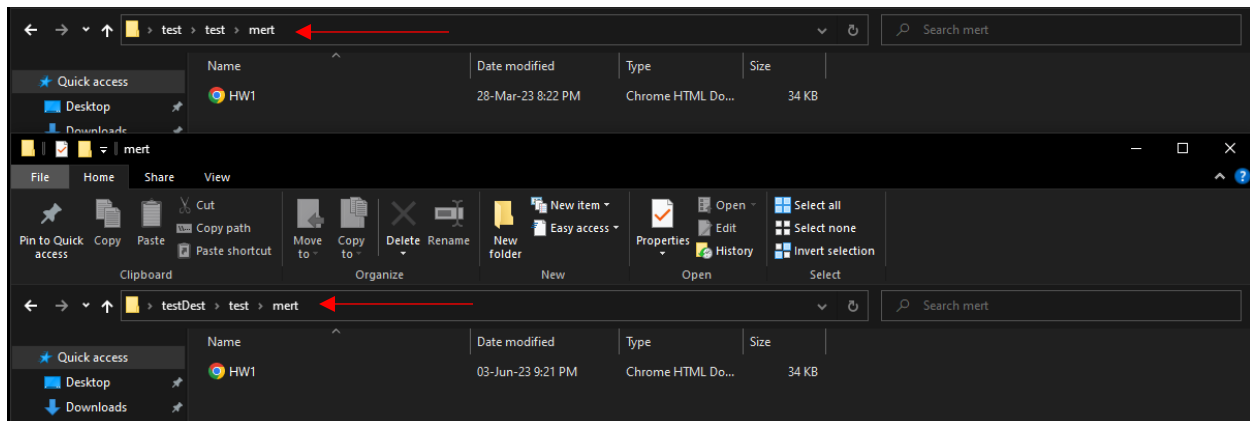 test > test > mert
Search mert
Name Date modified Type Size
Quick access
HW1 28-Mar-23 8:22 PM Chrome HTML Do... 34 KB
Desktop
Downloads
mert
File Home Share View
Cut
Copy path
Paste shortcut
Pin to Quick access
Copy
Paste
Move to
Copy to
Delete
Rename
New folder
New item
Easy access
Properties
Open
Edit
History
Select all
Select none
Invert selection
Clipboard Organize New Open Select
testDest > test > mert
Search mert
Name Date modified Type Size
Quick access
HW1 03-Jun-23 9:21 PM Chrome HTML Do... 34 KB
Desktop
Downloads